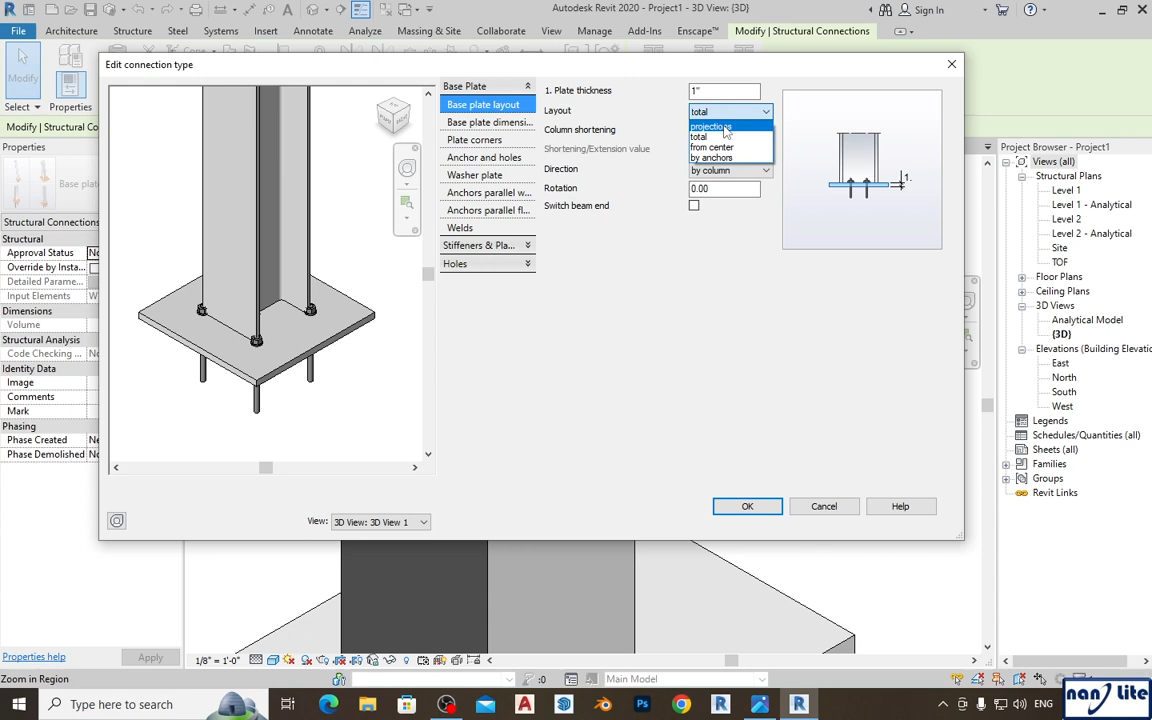 Autodesk Revit 2020 - Project1 - 3D View: {3D}
Sign In
File Architecture Structure Steel Systems Insert Annotate Analyze Massing & Site Collaborate View Manage Add-Ins Enscape™ Modify | Structural Connections
Modify
Select
Properties
Modify | Structural Co
Properties
Base plate
Structural Connections
Structural
Approval Status
Override by Insta...
Detailed Parame...
Input Elements
Dimensions
Volume
Structural Analysis
Code Checking ...
Identity Data
Image
Comments
Mark
Phasing
Phase Created
Phase Demolished
Properties help
Apply
Edit connection type
Base Plate
Base plate layout
Base plate dimensi...
Plate corners
Anchor and holes
Washer plate
Anchors parallel w...
Anchors parallel fl...
Welds
Stiffeners & Pla...
Holes
1. Plate thickness 1"
Layout total
projections
total
from center
by anchors
Column shortening
Shortening/Extension value
Direction by column
Rotation 0.00
Switch beam end
1.
View: 3D View: 3D View 1
OK Cancel Help
Project Browser - Project1
Views (all)
Structural Plans
Level 1
Level 1 - Analytical
Level 2
Level 2 - Analytical
Site
TOF
Floor Plans
Ceiling Plans
3D Views
Analytical Model
{3D}
Elevations (Building Elevatio
East
North
South
West
Legends
Schedules/Quantities (all)
Sheets (all)
Families
Groups
Revit Links
1/8" = 1'-0"
Zoom in Region
:0
Main Model
Type here to search
ENG
nanolite